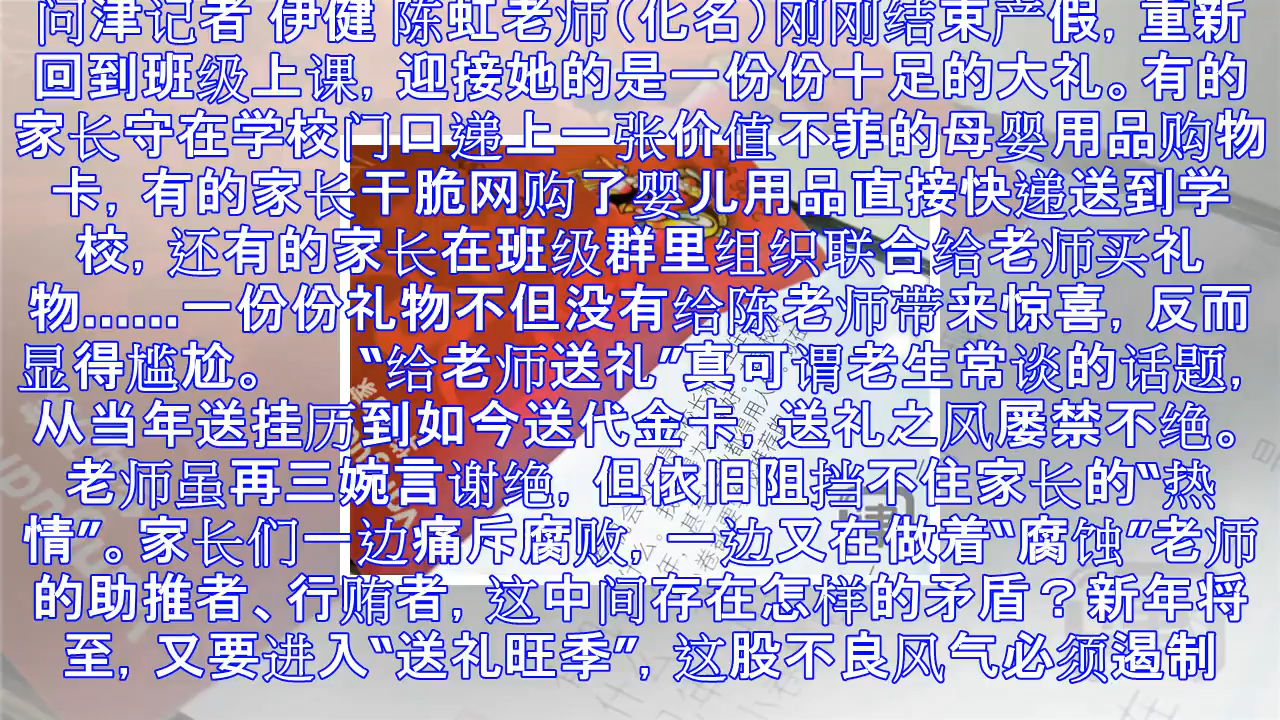 问津记者 伊健 陈虹老师(化名)刚刚结束产假, 重新
回到班级上课, 迎接她的是一份份十足的大礼。有的
家长守在学校门口递上一张价值不菲的母婴用品购物
卡, 有的家长干脆网购了婴儿用品直接快递送到学
校, 还有的家长在班级群里组织联合给老师买礼
物……一份份礼物不但没有给陈老师带来惊喜, 反而
显得尴尬。 “给老师送礼”真可谓老生常谈的话题,
从当年送挂历到如今送代金卡, 送礼之风屡禁不绝。
老师虽再三婉言谢绝, 但依旧阻挡不住家长的“热
情”。家长们一边痛斥腐败, 一边又在做着“腐蚀”老师
的助推者、行贿者, 这中间存在怎样的矛盾?新年将
至, 又要进入“送礼旺季”, 这股不良风气必须遏制